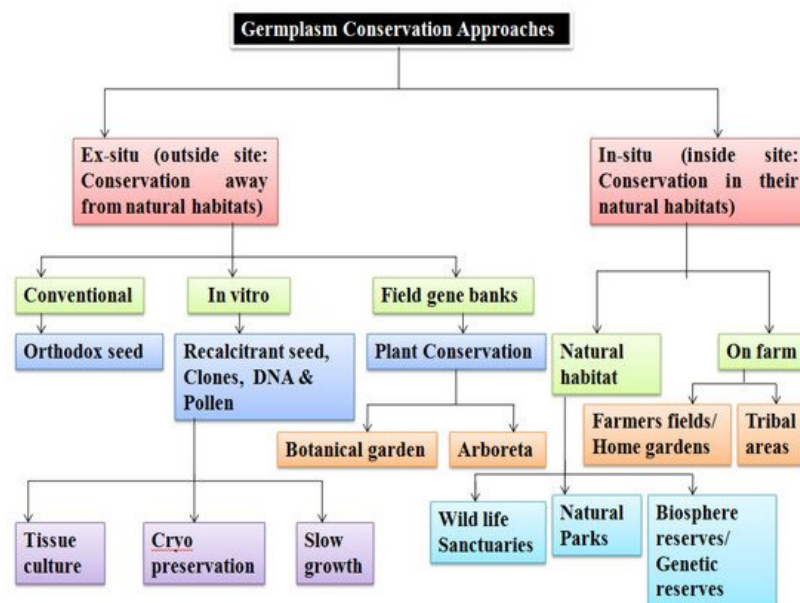 Germplasm Conservation Approaches
Ex-situ (outside site:
Conservation away
from natural habitats)
In-situ (inside site:
Conservation in their
natural habitats)
Conventional
In vitro
Field gene banks
Orthodox seed
Recalcitrant seed,
Clones, DNA &
Pollen
Plant Conservation
Natural
habitat
On farm
Botanical garden
Arboreta
Farmers fields/
Home gardens
Tribal
areas
Tissue
culture
Cryo
preservation
Slow
growth
Wild life
Sanctuaries
Natural
Parks
Biosphere
reserves/
Genetic
reserves